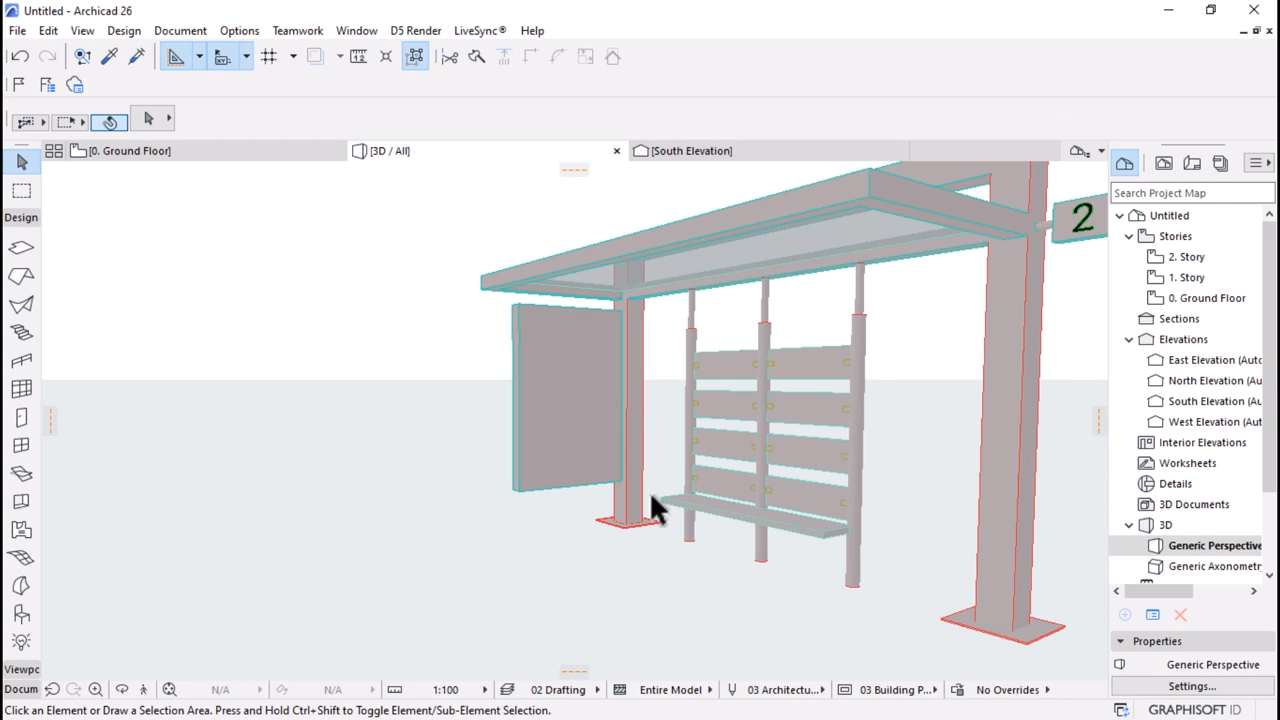 Untitled - Archicad 26
File Edit View Design Document Options Teamwork Window D5 Render LiveSync® Help
[0. Ground Floor]
[3D / All]
[South Elevation]
Design
Search Project Map
Untitled
Stories
2. Story
1. Story
0. Ground Floor
Sections
Elevations
East Elevation (Auto
North Elevation (Au
South Elevation (Au
West Elevation (Aut
Interior Elevations
Worksheets
Details
3D Documents
3D
Generic Perspective
Generic Axonometr
2
Properties
Generic Perspective
Settings...
Viewpc
Docum
N/A
N/A
1:100
02 Drafting
Entire Model
03 Architectu...
03 Building P...
No Overrides
Click an Element or Draw a Selection Area. Press and Hold Ctrl+Shift to Toggle Element/Sub-Element Selection.
GRAPHISOFT ID